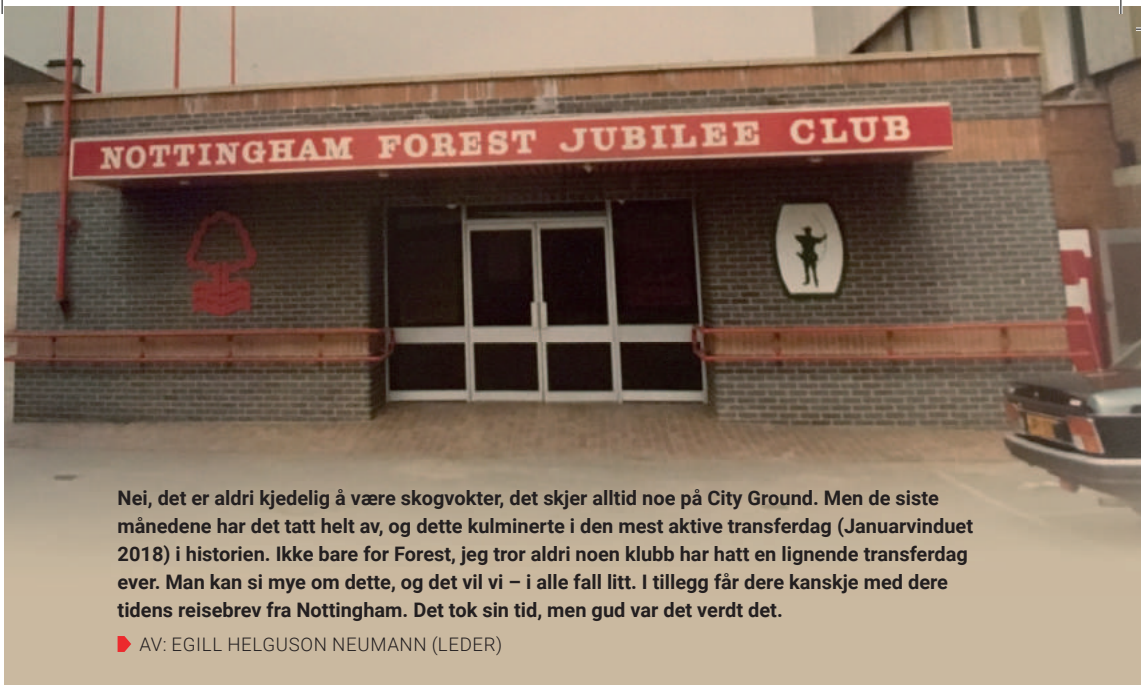 NOTTINGHAM FOREST JUBILEE CLUB
Nei, det er aldri kjedelig å være skogvokter, det skjer alltid noe på City Ground. Men de siste
månedene har det tatt helt av, og dette kulminerte i den mest aktive transferdag (Januarvinduet
2018) i historien. Ikke bare for Forest, jeg tror aldri noen klubb har hatt en lignende transferdag
ever. Man kan si mye om dette, og det vil vi – i alle fall litt. I tillegg får dere kanskje med dere
tidens reisebrev fra Nottingham. Det tok sin tid, men gud var det verdt det.
AV: EGILL HELGUSON NEUMANN (LEDER)